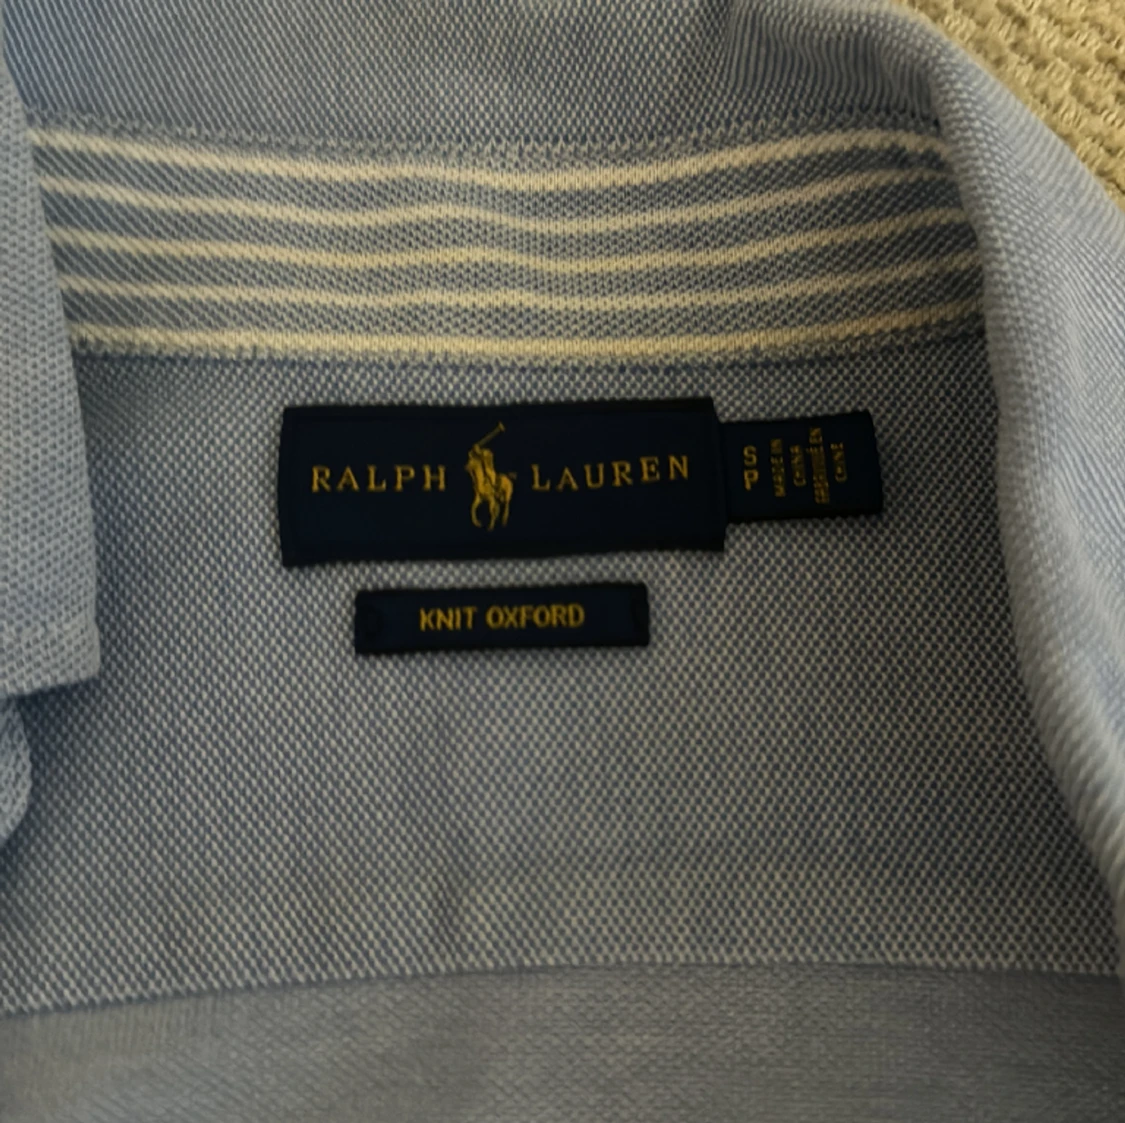 RALPH LAUREN
S
P
MADE IN
CHINA
FABRIQUÉ EN
CHINE
KNIT OXFORD